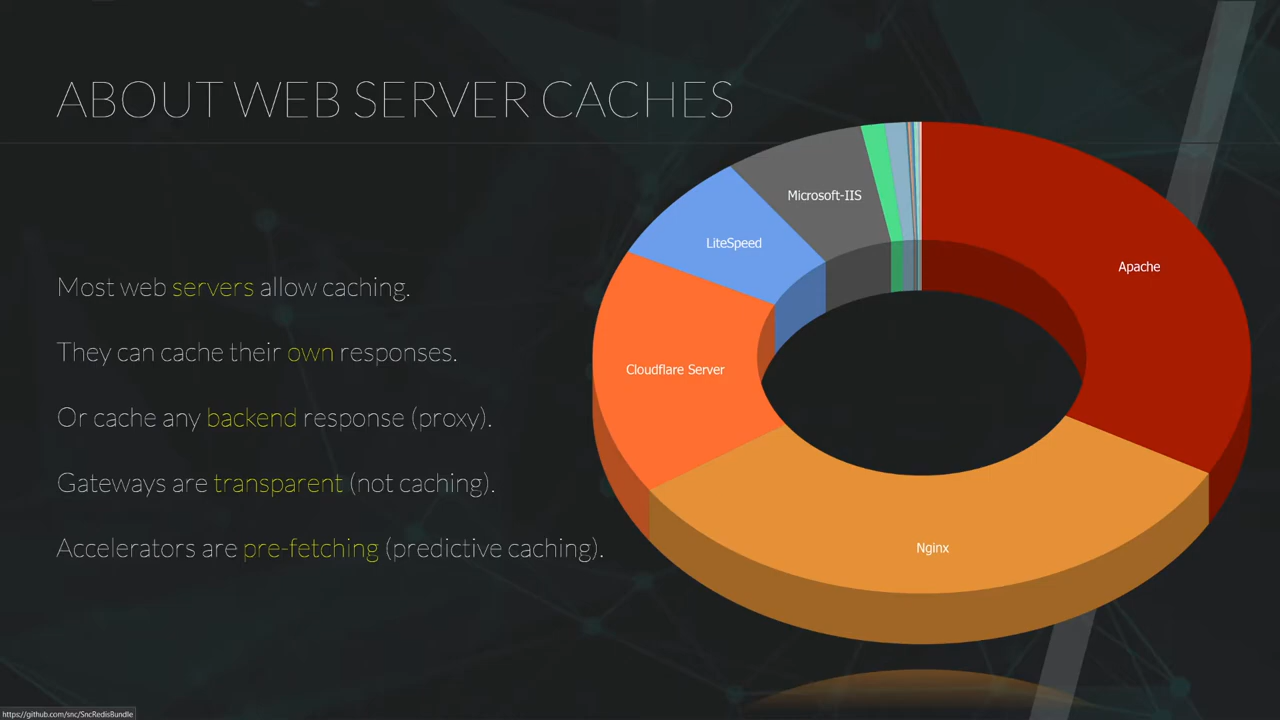 ABOUT WEB SERVER CACHES
Most web servers allow caching.
They can cache their own responses.
Or cache any backend response (proxy).
Gateways are transparent (not caching).
Accelerators are pre-fetching (predictive caching).
Microsoft-IIS
LiteSpeed
Apache
Cloudflare Server
Nginx
https://github.com/snc/SncRedisBundle